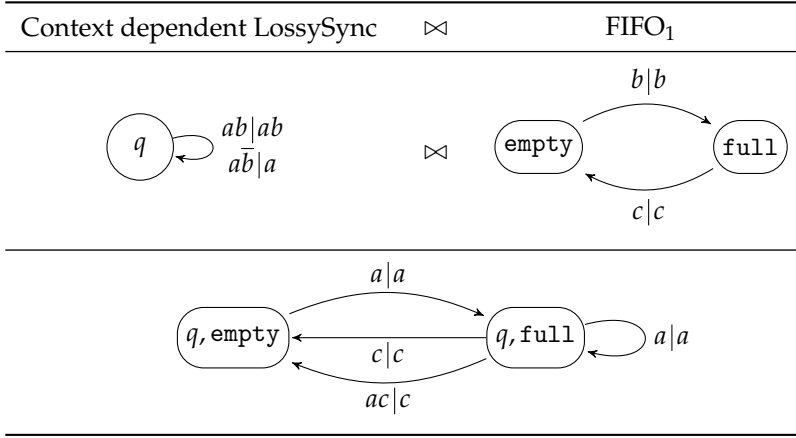 Context dependent LossySync ⋈ FIFO₁
b|b
q ab|ab
ab̅|a
⋈ empty full
c|c
a|a
q, empty q, full a|a
c|c
ac|c